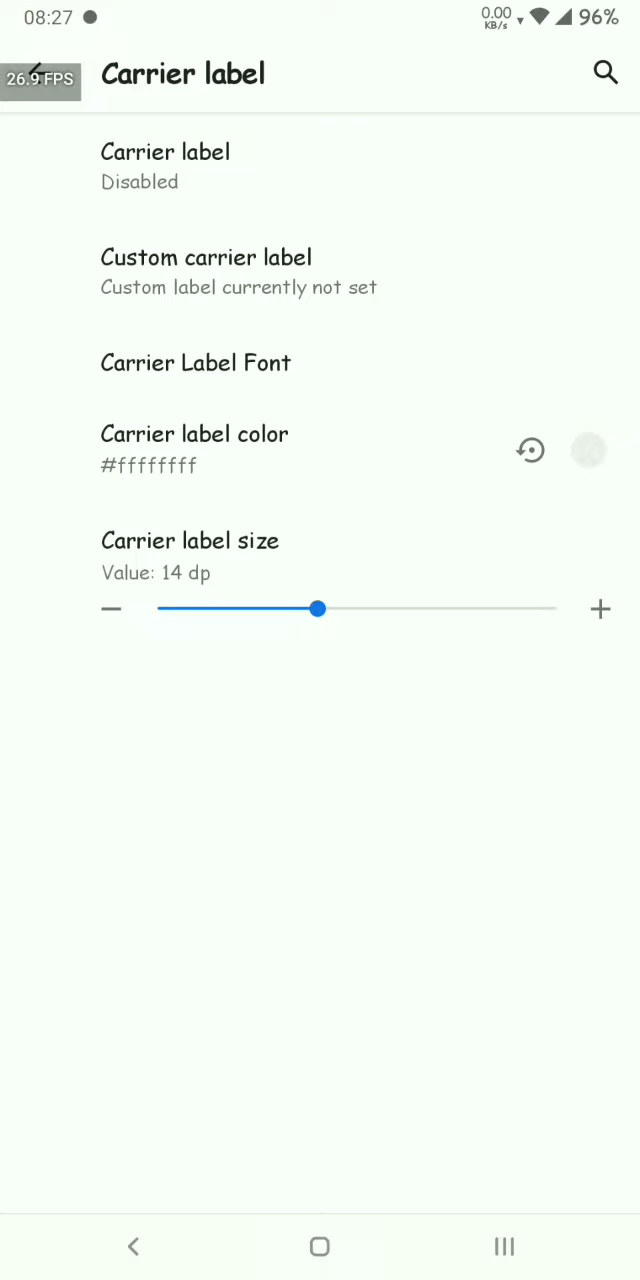 08:27
0.00
KB/s
96%
26.9 FPS
Carrier label
Carrier label
Disabled
Custom carrier label
Custom label currently not set
Carrier Label Font
Carrier label color
#ffffffff
Carrier label size
Value: 14 dp